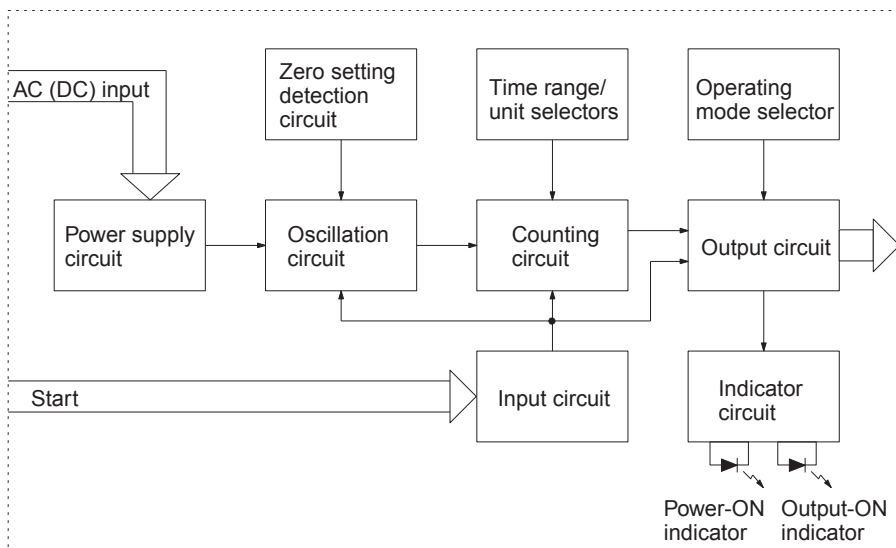 AC (DC) input
Zero setting
detection
circuit
Time range/
unit selectors
Operating
mode selector
Power supply
circuit
Oscillation
circuit
Counting
circuit
Output circuit
Start
Input circuit
Indicator
circuit
Power-ON
indicator
Output-ON
indicator